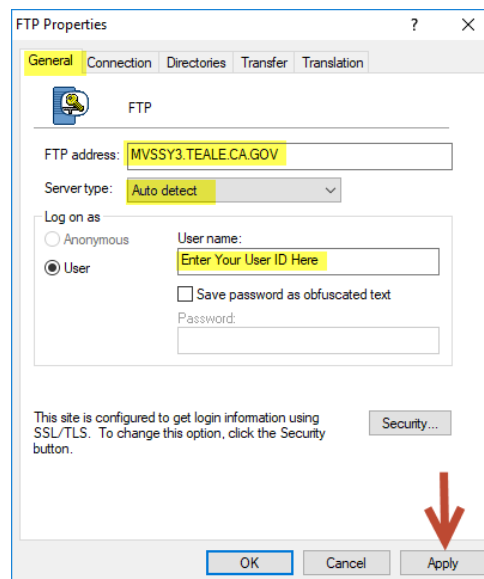 FTP Properties
General Connection Directories Transfer Translation
FTP
FTP address: MVSSY3.TEALE.CA.GOV
Server type: Auto detect
Log on as
Anonymous
User
User name:
Enter Your User ID Here
Save password as obfuscated text
Password:
This site is configured to get login information using
SSL/TLS. To change this option, click the Security
button.
Security...
OK Cancel Apply